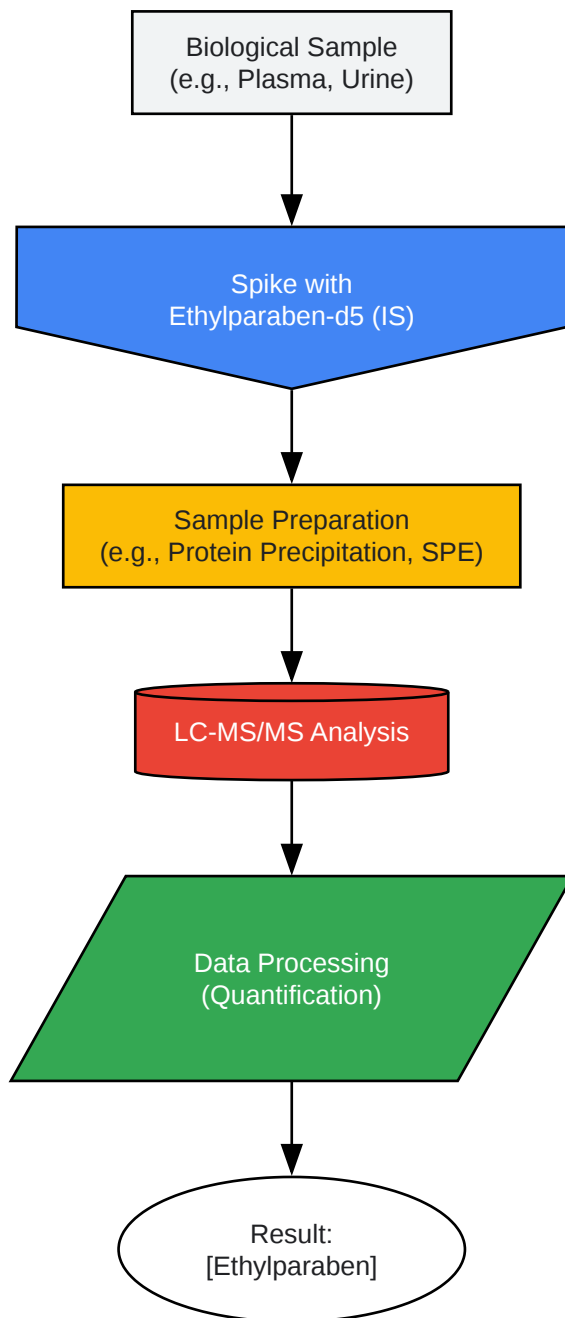 Biological Sample
(e.g., Plasma, Urine)
Spike with
Ethylparaben-d5 (IS)
Sample Preparation
(e.g., Protein Precipitation, SPE)
LC-MS/MS Analysis
Data Processing
(Quantification)
Result:
[Ethylparaben]